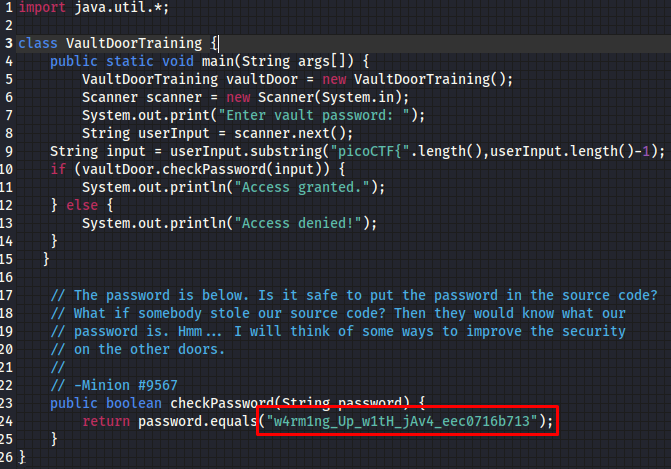 1 import java.util.*;
2
3 class VaultDoorTraining {
4     public static void main(String args[]) {
5         VaultDoorTraining vaultDoor = new VaultDoorTraining();
6         Scanner scanner = new Scanner(System.in);
7         System.out.print("Enter vault password: ");
8         String userInput = scanner.next();
9     String input = userInput.substring("picoCTF{".length(),userInput.length()-1);
10     if (vaultDoor.checkPassword(input)) {
11         System.out.println("Access granted.");
12     } else {
13         System.out.println("Access denied!");
14     }
15    }
16
17     // The password is below. Is it safe to put the password in the source code?
18     // What if somebody stole our source code? Then they would know what our
19     // password is. Hmm... I will think of some ways to improve the security
20     // on the other doors.
21     //
22     // -Minion #9567
23     public boolean checkPassword(String password) {
24         return password.equals("w4rm1ng_Up_w1tH_jAv4_eec0716b713");
25     }
26 }